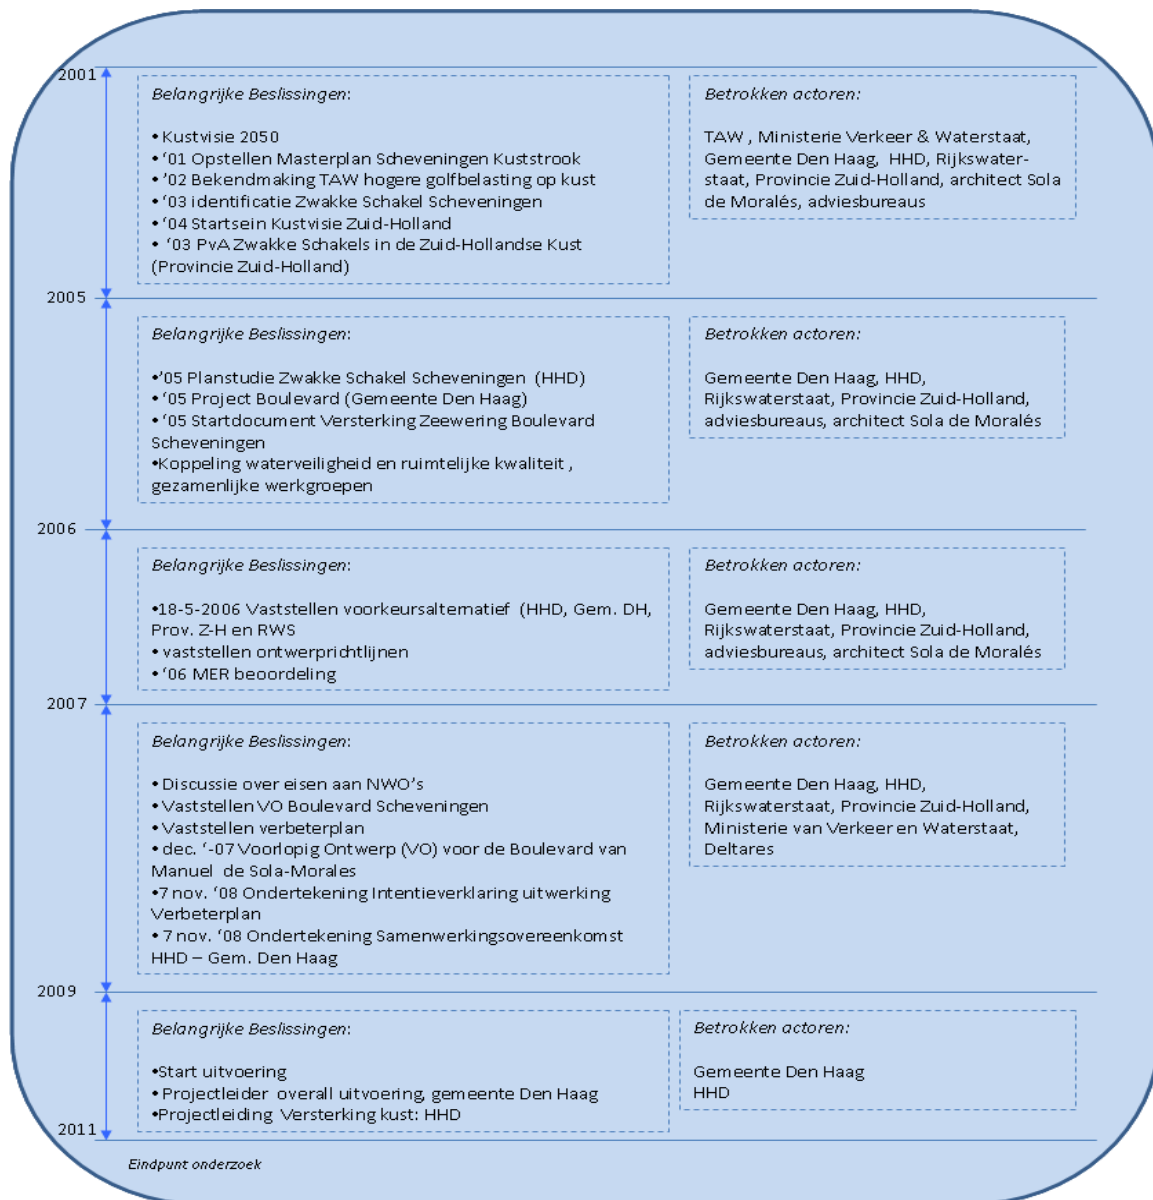 2001
Belangrijke Beslissingen:
• Kustvisie 2050
• ‘01 Opstellen Masterplan Scheveningen Kuststrook
• ’02 Bekendmaking TAW hogere golfbelasting op kust
• ‘03 identificatie Zwakke Schakel Scheveningen
• ‘04 Startsein Kustvisie Zuid-Holland
• ‘03 PvA Zwakke Schakels in de Zuid-Hollandse Kust
(Provincie Zuid-Holland)
Betrokken actoren:
TAW , Ministerie Verkeer & Waterstaat,
Gemeente Den Haag, HHD, Rijkswater-
staat, Provincie Zuid-Holland, architect Sola
de Moralés, adviesbureaus
2005
Belangrijke Beslissingen:
•’05 Planstudie Zwakke Schakel Scheveningen (HHD)
• ‘05 Project Boulevard (Gemeente Den Haag)
• ‘05 Startdocument Versterking Zeewering Boulevard
Scheveningen
•Koppeling waterveiligheid en ruimtelijke kwaliteit ,
gezamenlijke werkgroepen
Betrokken actoren:
Gemeente Den Haag, HHD,
Rijkswaterstaat, Provincie Zuid-Holland,
adviesbureaus, architect Sola de Moralés
2006
Belangrijke Beslissingen:
•18-5-2006 Vaststellen voorkeursalternatief (HHD, Gem. DH,
Prov. Z-H en RWS
• vaststellen ontwerprichtlijnen
• ‘06 MER beoordeling
Betrokken actoren:
Gemeente Den Haag, HHD,
Rijkswaterstaat, Provincie Zuid-Holland,
adviesbureaus, architect Sola de Moralés
2007
Belangrijke Beslissingen:
• Discussie over eisen aan NWO’s
• Vaststellen VO Boulevard Scheveningen
• Vaststellen verbeterplan
• dec. ‘-07 Voorlopig Ontwerp (VO) voor de Boulevard van
Manuel de Sola-Morales
•7 nov. ‘08 Ondertekening Intentieverklaring uitwerking
Verbeterplan
• 7 nov. ‘08 Ondertekening Samenwerkingsovereenkomst
HHD – Gem. Den Haag
Betrokken actoren:
Gemeente Den Haag, HHD,
Rijkswaterstaat, Provincie Zuid-Holland,
Ministerie van Verkeer en Waterstaat,
Deltares
2009
Belangrijke Beslissingen:
•Start uitvoering
• Projectleider overall uitvoering, gemeente Den Haag
•Projectleiding Versterking kust: HHD
Betrokken actoren:
Gemeente Den Haag
HHD
2011
Eindpunt onderzoek